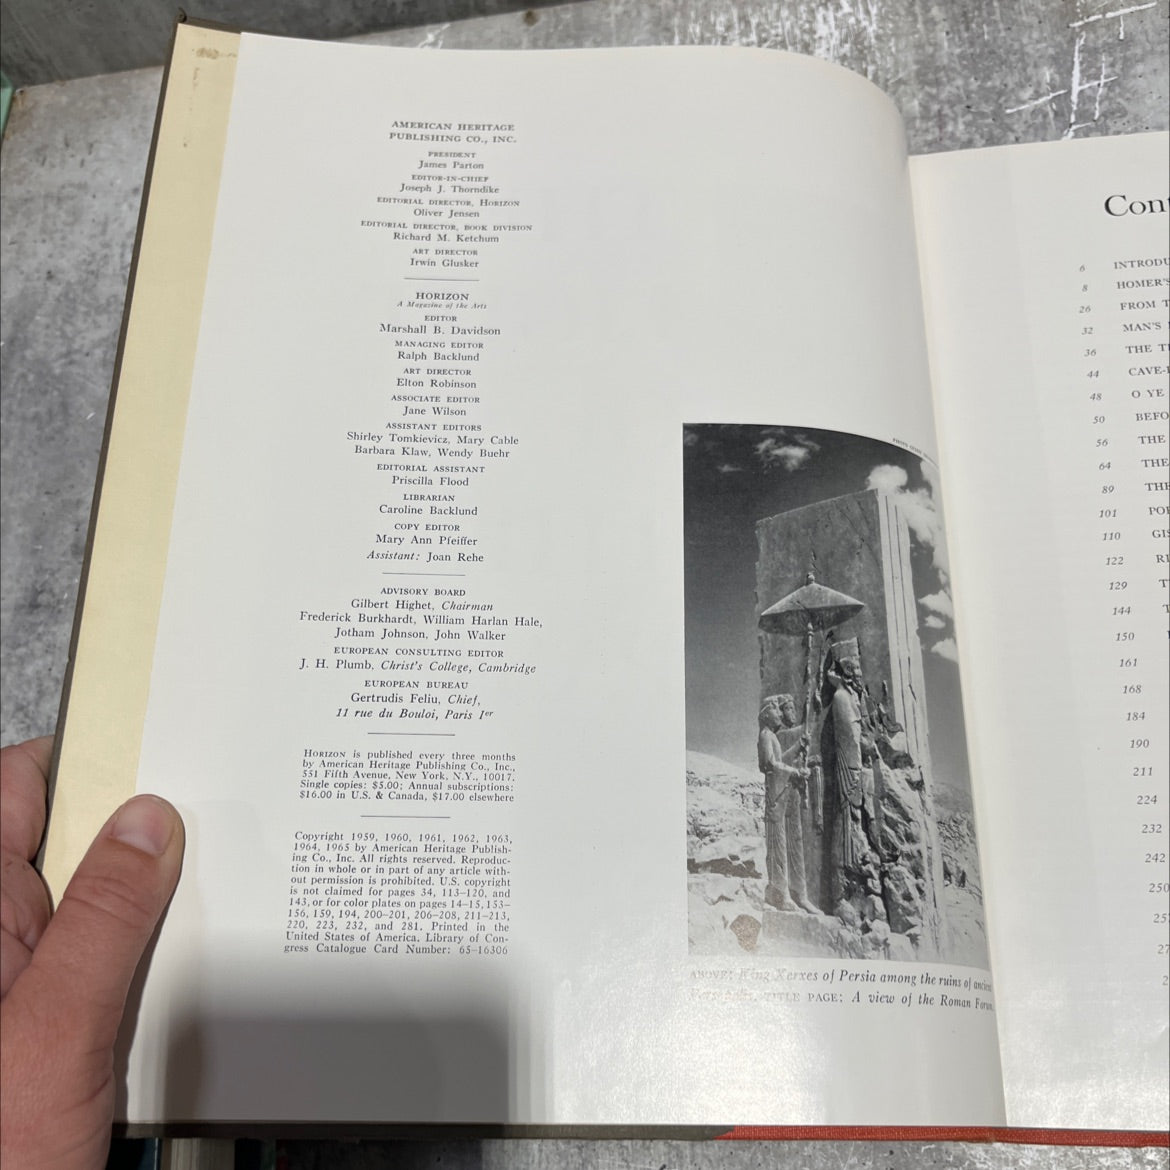 AMERICAN HERITAGE
PUBLISHING CO., INC.
PRESIDENT
James Parton
EDITOR-IN-CHIEF
Joseph J. Thorndike
EDITORIAL DIRECTOR, HORIZON
Oliver Jensen
EDITORIAL DIRECTOR, BOOK DIVISION
Richard M. Ketchum
ART DIRECTOR
Irwin Glusker
HORIZON
A Magazine of the Arts
EDITOR
Marshall B. Davidson
MANAGING EDITOR
Ralph Backlund
ART DIRECTOR
Elton Robinson
ASSOCIATE EDITOR
Jane Wilson
ASSISTANT EDITORS
Shirley Tomkievicz, Mary Cable
Barbara Klaw, Wendy Buehr
EDITORIAL ASSISTANT
Priscilla Flood
LIBRARIAN
Caroline Backlund
COPY EDITOR
Mary Ann Pfeiffer
Assistant: Joan Rehe
ADVISORY BOARD
Gilbert Highet, Chairman
Frederick Burkhardt, William Harlan Hale,
Jotham Johnson, John Walker
EUROPEAN CONSULTING EDITOR
J. H. Plumb, Christ's College, Cambridge
EUROPEAN BUREAU
Gertrudis Feliu, Chief,
11 rue du Bouloi, Paris 1er
HORIZON is published every three months
by American Heritage Publishing Co., Inc.,
551 Fifth Avenue, New York, N.Y., 10017.
Single copies: $5.00; Annual subscriptions:
$16.00 in U.S. & Canada, $17.00 elsewhere
Copyright 1959, 1960, 1961, 1962, 1963,
1964, 1965 by American Heritage Publish-
ing Co., Inc. All rights reserved. Reproduc-
tion in whole or in part of any article with-
out permission is prohibited. U.S. copyright
is not claimed for pages 34, 113–120, and
143, or for color plates on pages 14–15, 153–
156, 159, 194, 200–201, 206–208, 211–213,
220, 223, 232, and 281. Printed in the
United States of America. Library of Con-
gress Catalogue Card Number: 65-16306
ABOVE: King Xerxes of Persia among the ruins of ancient
TITLE PAGE: A view of the Roman Forum
Cont
6 INTRODU
8 HOMER'S
26 FROM T
32 MAN'S
36 THE T
44 CAVE-
48 O YE
50 BEFO
56 THE
64 THE
89 THE
101 PO
110 GI
122 R
129 T
144
150
161
168
184
190
211
224
232
242
250
25
27
2